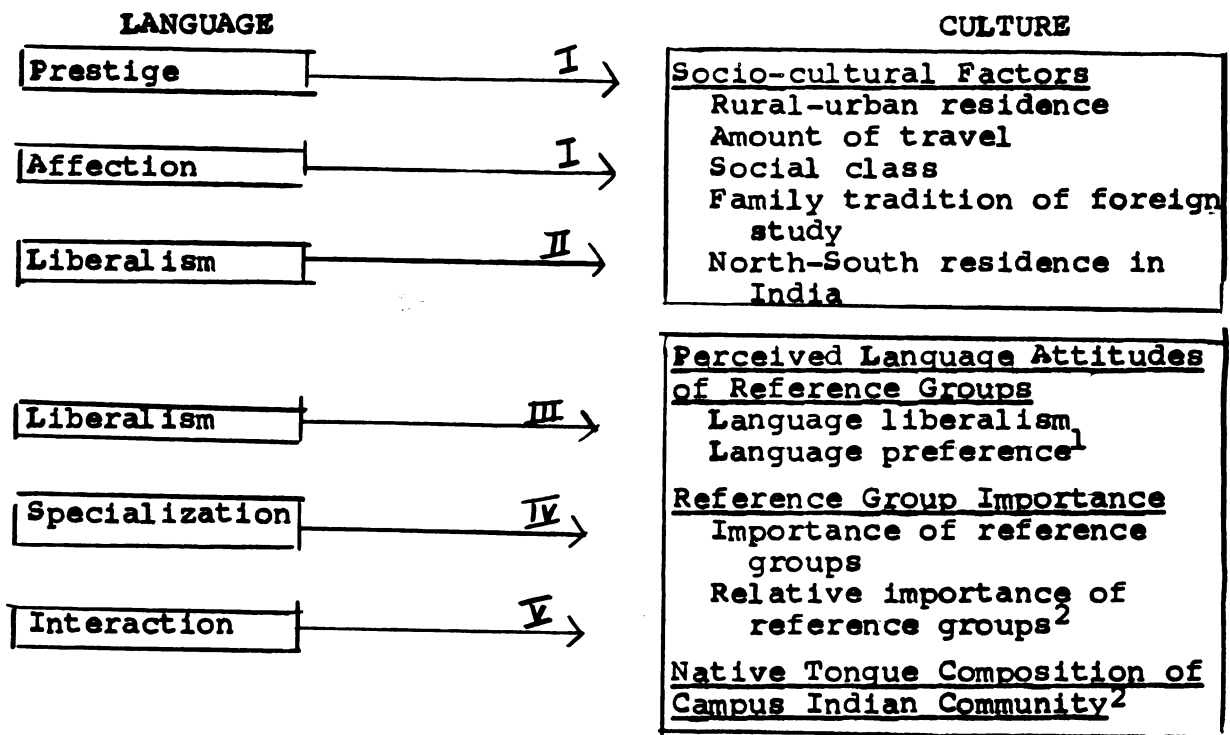 LANGUAGE
Prestige
I
Affection
I
Liberalism
II
Liberalism
III
Specialization
IV
Interaction
V
CULTURE
Socio-cultural Factors
Rural-urban residence
Amount of travel
Social class
Family tradition of foreign
study
North-South residence in
India
Perceived Language Attitudes
of Reference Groups
Language liberalism
Language preference1
Reference Group Importance
Importance of reference
groups
Relative importance of
reference groups2
Native Tongue Composition of
Campus Indian Community2